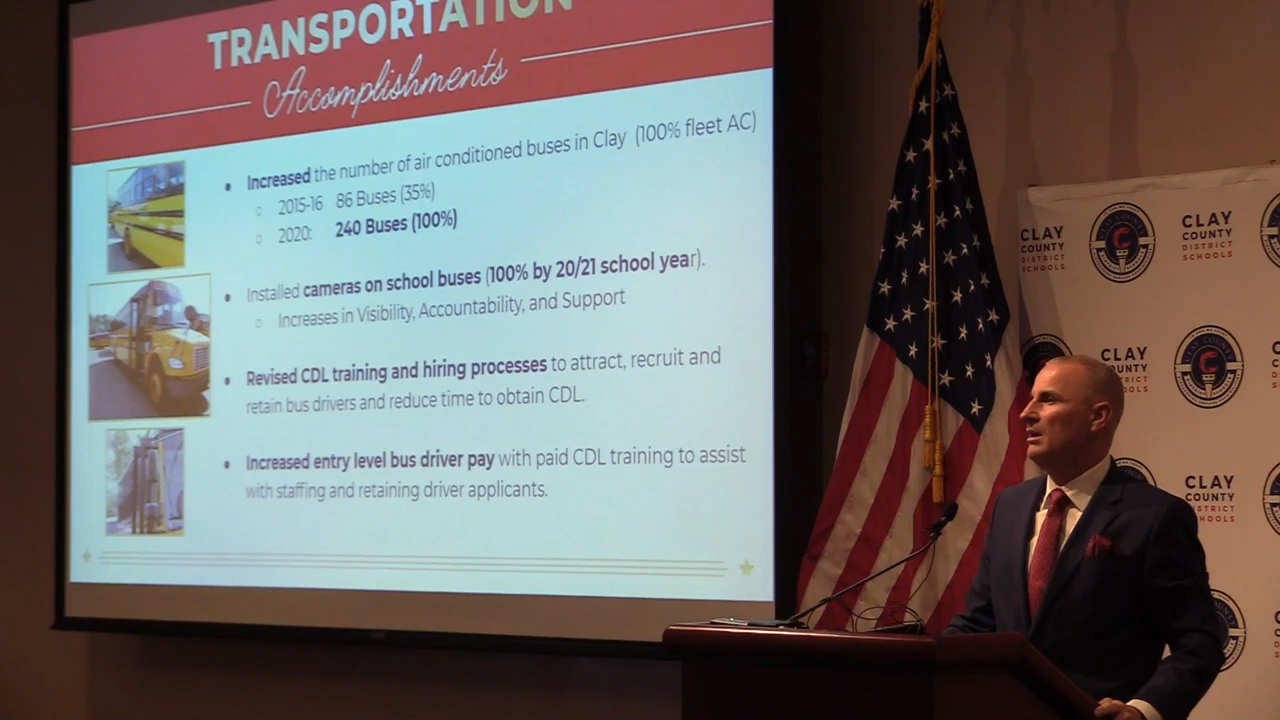 TRANSPORTATION
Accomplishments
Increased the number of air conditioned buses in Clay (100% fleet AC)
2015-16 86 Buses (35%)
2020: 240 Buses (100%)
Installed cameras on school buses (100% by 20/21 school year).
Increases in Visibility, Accountability, and Support
Revised CDL training and hiring processes to attract, recruit and
retain bus drivers and reduce time to obtain CDL.
Increased entry level bus driver pay with paid CDL training to assist
with staffing and retaining driver applicants.
CLAY
COUNTY
DISTRICT
SCHOOLS
CLAY COUNTY
C
CLAY
COUNTY
DISTRICT
SCHOOLS
CLAY
COUNTY
DISTRICT
SCHOOLS
CLAY COUNTY
C
CLAY
COUNTY
DISTRICT
SCHOOLS